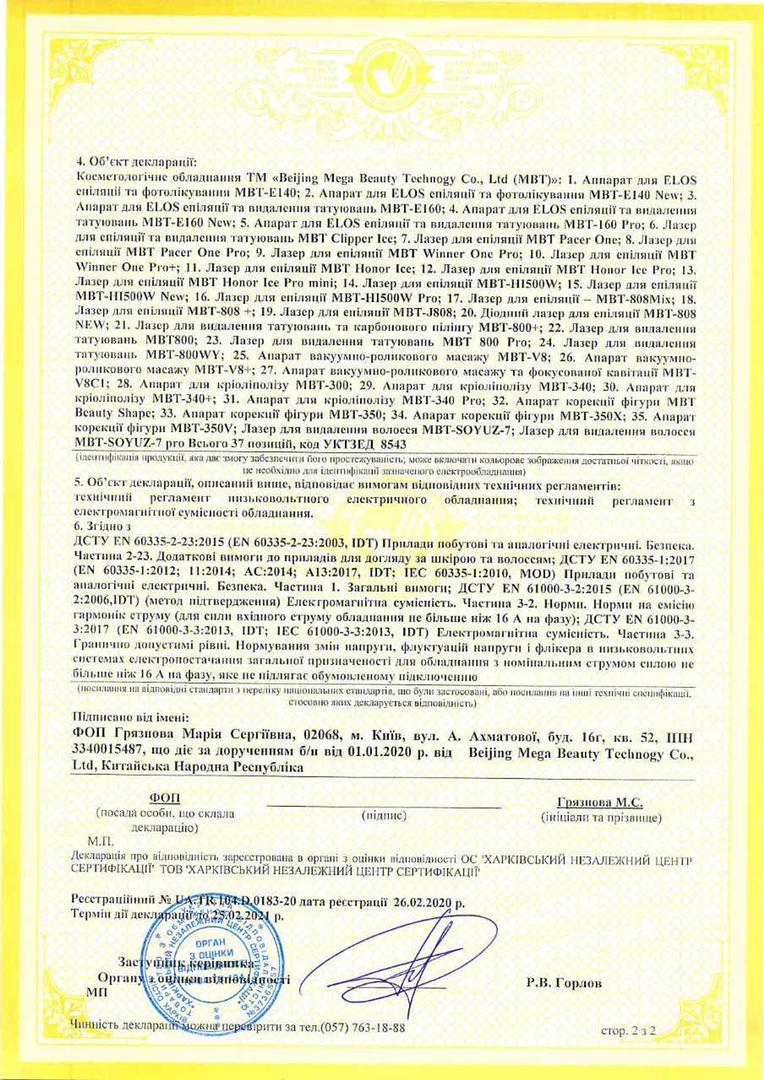 4. Об’єкт декларації:
Косметологічне обладнання ТМ «Beijing Mega Beauty Technogy Co., Ltd (MBT)»: 1. Аппарат для ELOS
епіляції та фотолікування MBT-E140; 2. Апарат для ELOS епіляції та фотолікування MBT-E140 New; 3.
Апарат для ELOS епіляції та видалення татуювань MBT-E160; 4. Апарат для ELOS епіляції та видалення
татуювань MBT-E160 New; 5. Апарат для ELOS епіляції та видалення татуювань MBT-160 Pro; 6. Лазер
для епіляції та видалення татуювань MBT Clipper Ice; 7. Лазер для епіляції MBT Pacer One; 8. Лазер для
епіляції MBT Pacer One Pro; 9. Лазер для епіляції MBT Winner One Pro; 10. Лазер для епіляції MBT
Winner One Pro+; 11. Лазер для епіляції MBT Honor Ice; 12. Лазер для епіляції MBT Honor Ice Pro; 13.
Лазер для епіляції MBT Honor Ice Pro mini; 14. Лазер для епіляції MBT-HI500W; 15. Лазер для епіляції
MBT-HI500W New; 16. Лазер для епіляції MBT-HI500W Pro; 17. Лазер для епіляції – MBT-808Mix; 18.
Лазер для епіляції MBT-808 +; 19. Лазер для епіляції MBT-J808; 20. Діодний лазер для епіляції MBT-808
NEW; 21. Лазер для видалення татуювань та карбонового пілінгу MBT-800+; 22. Лазер для видалення
татуювань MBT800; 23. Лазер для видалення татуювань MBT 800 Pro; 24. Лазер для видалення
татуювань MBT-800WY; 25. Апарат вакуумно-роликового масажу MBT-V8; 26. Апарат вакуумно-
роликового масажу MBT-V8+; 27. Апарат вакуумно-роликового масажу та фокусованої кавітації MBT-
V8C1; 28. Апарат для кріоліполізу MBT-300; 29. Апарат для кріоліполізу MBT-340; 30. Апарат для
кріоліполізу MBT-340+; 31. Апарат для кріоліполізу MBT-340 Pro; 32. Апарат корекції фігури MBT
Beauty Shape; 33. Апарат корекції фігури MBT-350; 34. Апарат корекції фігури MBT-350X; 35. Апарат
корекції фігури MBT-350V; Лазер для видалення волосся MBT-SOYUZ-7; Лазер для видалення волосся
MBT-SOYUZ-7 pro Всього 37 позицій, код УКТЗЕД 8543
(ідентифікація продукції, яка дає змогу забезпечити його простежуваність; може включати кольорове зображення достатньої чіткості, якщо
це необхідно для ідентифікації зазначеного електрообладнання)
5. Об’єкт декларації, описаний вище, відповідає вимогам відповідних технічних регламентів:
технічний регламент низьковольтного електричного обладнання; технічний регламент з
електромагнітної сумісності обладнання.
6. Згідно з
ДСТУ EN 60335-2-23:2015 (EN 60335-2-23:2003, IDT) Прилади побутові та аналогічні електричні. Безпека.
Частина 2-23. Додаткові вимоги до приладів для догляду за шкірою та волоссям; ДСТУ EN 60335-1:2017
(EN 60335-1:2012; 11:2014; AC:2014; A13:2017, IDT; IEC 60335-1:2010, MOD) Прилади побутові та
аналогічні електричні. Безпека. Частина 1. Загальні вимоги; ДСТУ EN 61000-3-2:2015 (EN 61000-3-
2:2006,IDT) (метод підтвердження) Електромагнітна сумісність. Частина 3-2. Норми. Норми на емісію
гармонік струму (для сили вхідного струму обладнання не більше ніж 16 А на фазу); ДСТУ EN 61000-3-
3:2017 (EN 61000-3-3:2013, IDT; IEC 61000-3-3:2013, IDT) Електромагнітна сумісність. Частина 3-3.
Гранично допустимі рівні. Нормування змін напруги, флуктуацій напруги і флікера в низьковольтних
системах електропостачання загальної призначеності для обладнання з номінальним струмом силою не
більше ніж 16 А на фазу, яке не підлягає обумовленому підключенню
(посилання на відповідні стандарти з переліку національних стандартів, що були застосовані, або посилання на інші технічні специфікації,
стосовно яких декларується відповідність)
Підписано від імені:
ФОП Грязнова Марія Сергіївна, 02068, м. Київ, вул. А. Ахматової, буд. 16г, кв. 52, ІПН
3340015487, що діє за дорученням б/н від 01.01.2020 р. від Beijing Mega Beauty Technogy Co.,
Ltd, Китайська Народна Республіка
ФОП Грязнова М.С.
(посада особи, що склала (підпис) (ініціали та прізвище)
декларацію)
М.П.
Декларація про відповідність зареєстрована в органі з оцінки відповідності ОС 'ХАРКІВСЬКИЙ НЕЗАЛЕЖНИЙ ЦЕНТР
СЕРТИФІКАЦІЇ' ТОВ 'ХАРКІВСЬКИЙ НЕЗАЛЕЖНИЙ ЦЕНТР СЕРТИФІКАЦІЇ'
Реєстраційний № UA.TR.104.D.0183-20 дата реєстрації 26.02.2020 р.
Термін дії декларації до 25.02.2021 р.
ОРГАН
З ОЦІНКИ
Заступник керівника
Органу з оцінки відповідності Р.В. Горлов
МП
Чинність декларації можна перевірити за тел.(057) 763-18-88 стор. 2 з 2